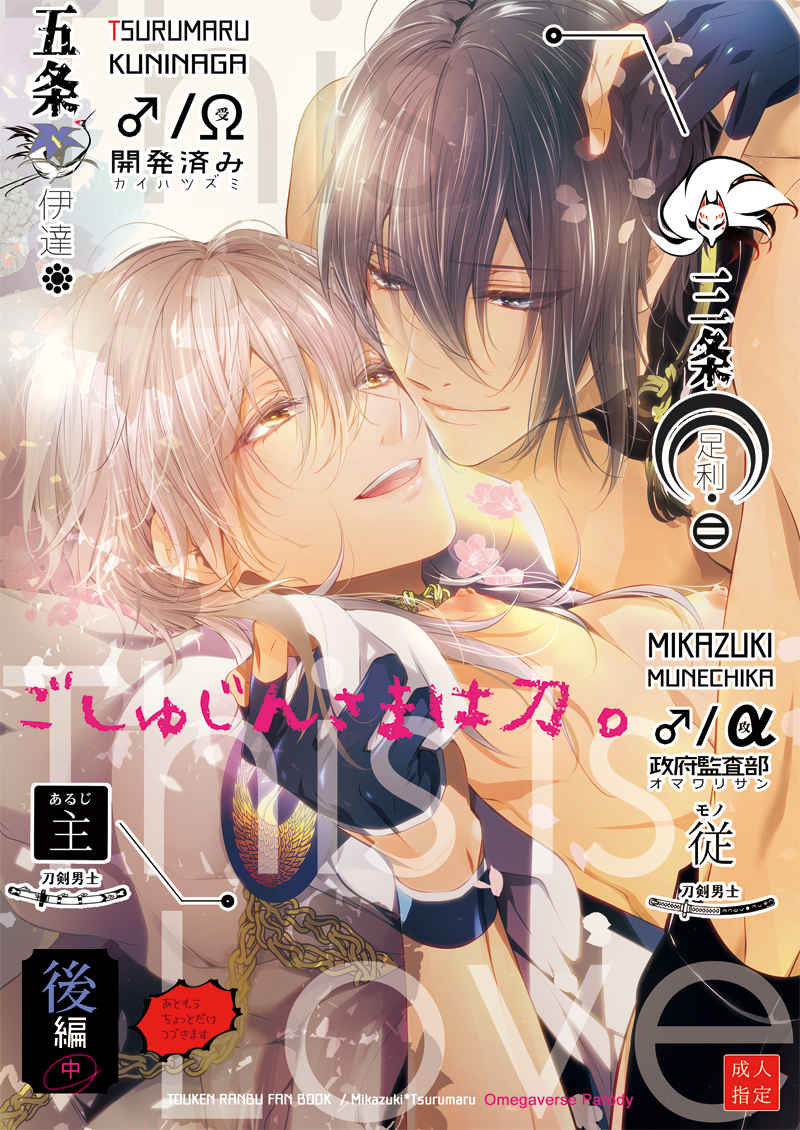 This Is
五条
伊達
TSURUMARU
KUNINAGA
♂/Ω
受
開発済み
カイハツズミ
三条
足利
ごしゅじんさまは刀。
This Is
MIKAZUKI
MUNECHIKA
♂/α
攻
政府監査部
オマワリサン
モノ
従
刀剣男士
あるじ
主
刀剣男士
後編
中
あともう
ちょっとだけ
つづきます
Love
成人
指定
TOUKEN RANBU FAN BOOK / Mikazuki*Tsurumaru Omegaverse Parody